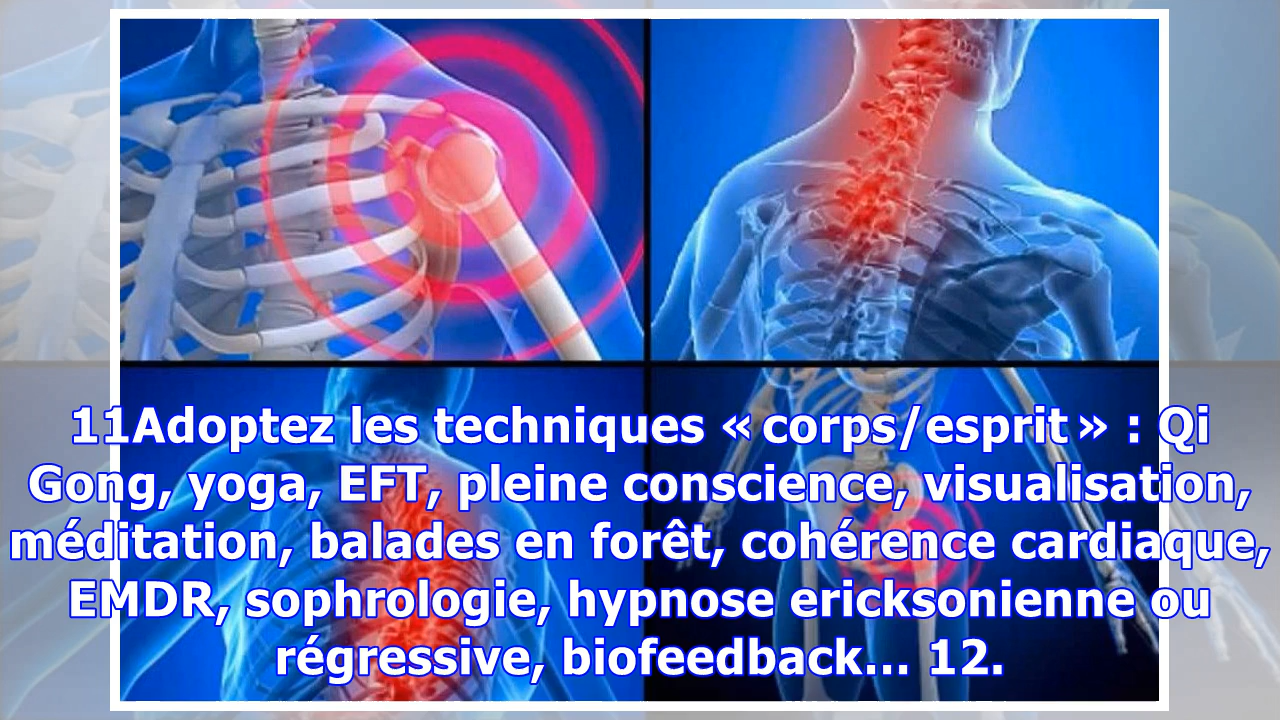 11Adoptez les techniques « corps/esprit » : Qi
Gong, yoga, EFT, pleine conscience, visualisation,
méditation, balades en forêt, cohérence cardiaque,
EMDR, sophrologie, hypnose ericksonienne ou
régressive, biofeedback... 12.